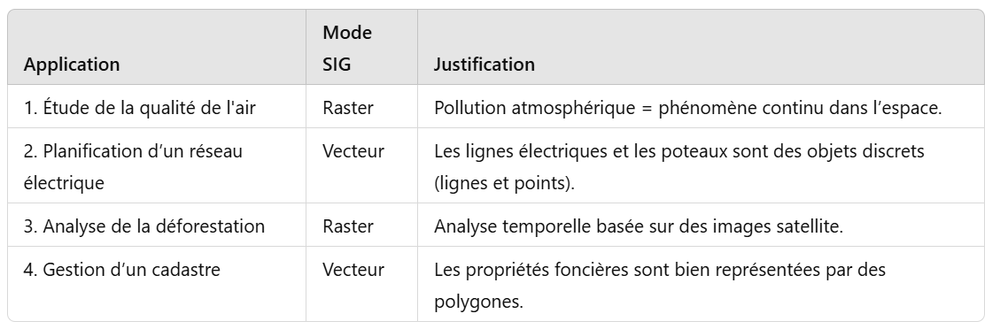 Application
Mode
SIG
Justification
1. Étude de la qualité de l'air
Raster
Pollution atmosphérique = phénomène continu dans l’espace.
2. Planification d’un réseau
électrique
Vecteur
Les lignes électriques et les poteaux sont des objets discrets
(lignes et points).
3. Analyse de la déforestation
Raster
Analyse temporelle basée sur des images satellite.
4. Gestion d’un cadastre
Vecteur
Les propriétés foncières sont bien représentées par des
polygones.